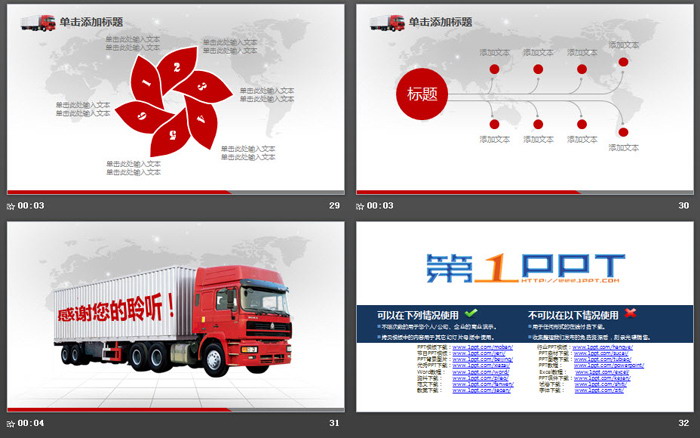 单击添加标题
单击此处输入文本
单击此处输入文本
单击此处输入文本
单击此处输入文本
单击此处输入文本
单击此处输入文本
单击此处输入文本
单击此处输入文本
单击此处输入文本
单击此处输入文本
单击此处输入文本
单击此处输入文本
1
2
3
4
5
6
00:03
29
单击添加标题
标题
添加文本
添加文本
添加文本
添加文本
添加文本
添加文本
添加文本
添加文本
00:03
30
感谢您的聆听!
00:04
31
第1PPT
HTTP://WWW.1PPT.COM
可以在下列情况使用
不可以在以下情况使用
PPT模板下载: www.1ppt.com/moban/
行业PPT模板: www.1ppt.com/hangye/
节日PPT模板: www.1ppt.com/jieri/
PPT素材下载: www.1ppt.com/sucai/
PPT背景图片: www.1ppt.com/beijing/
PPT图表下载: www.1ppt.com/tubiao/
优秀PPT下载: www.1ppt.com/xiazai/
PPT教程: www.1ppt.com/powerpoint/
Word教程: www.1ppt.com/word/
Excel教程: www.1ppt.com/excel/
资料下载: www.1ppt.com/ziliao/
PPT课件下载: www.1ppt.com/kejian/
范文下载: www.1ppt.com/fanwen/
试卷下载: www.1ppt.com/shiti/
教案下载: www.1ppt.com/jiaoan/
字体下载: www.1ppt.com/ziti/
32